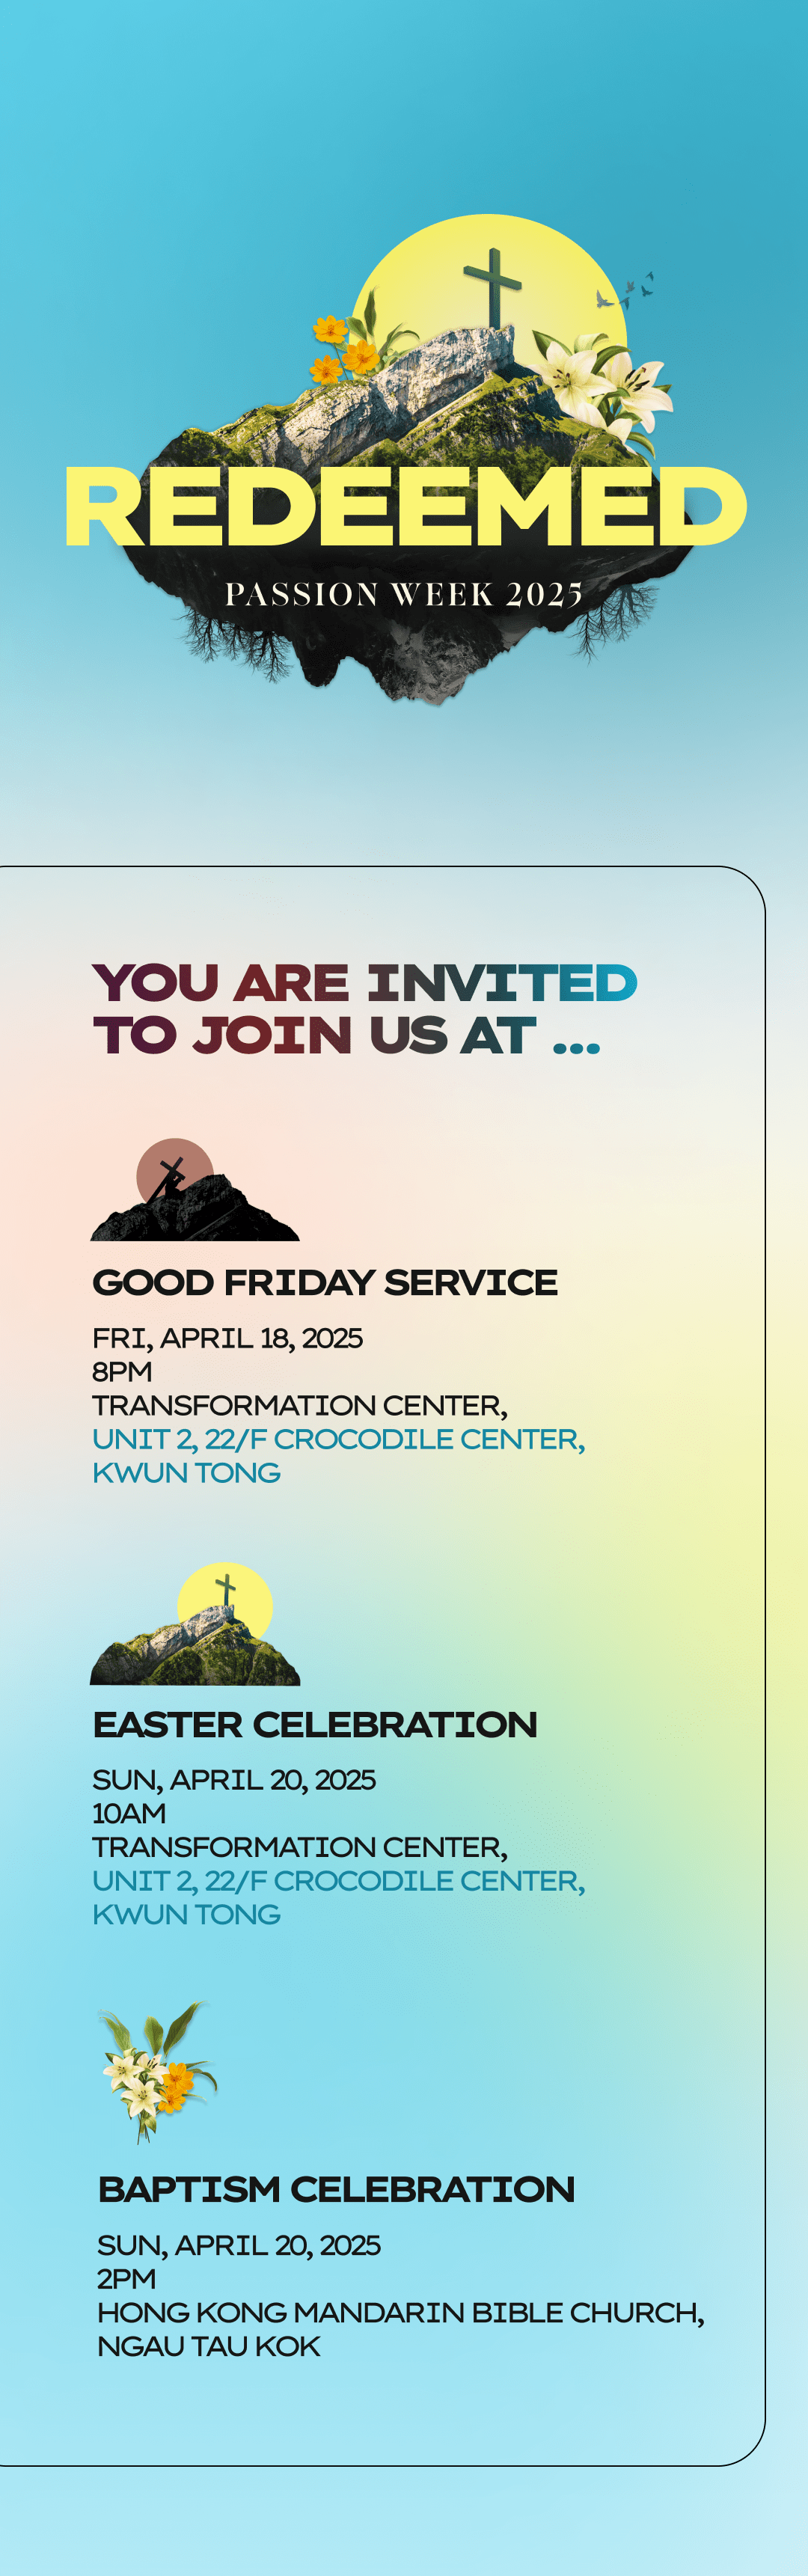 REDEEMED
PASSION WEEK 2025
YOU ARE INVITED
TO JOIN US AT ...
GOOD FRIDAY SERVICE
FRI, APRIL 18, 2025
8PM
TRANSFORMATION CENTER,
UNIT 2, 22/F CROCODILE CENTER,
KWUN TONG
EASTER CELEBRATION
SUN, APRIL 20, 2025
10AM
TRANSFORMATION CENTER,
UNIT 2, 22/F CROCODILE CENTER,
KWUN TONG
BAPTISM CELEBRATION
SUN, APRIL 20, 2025
2PM
HONG KONG MANDARIN BIBLE CHURCH,
NGAU TAU KOK